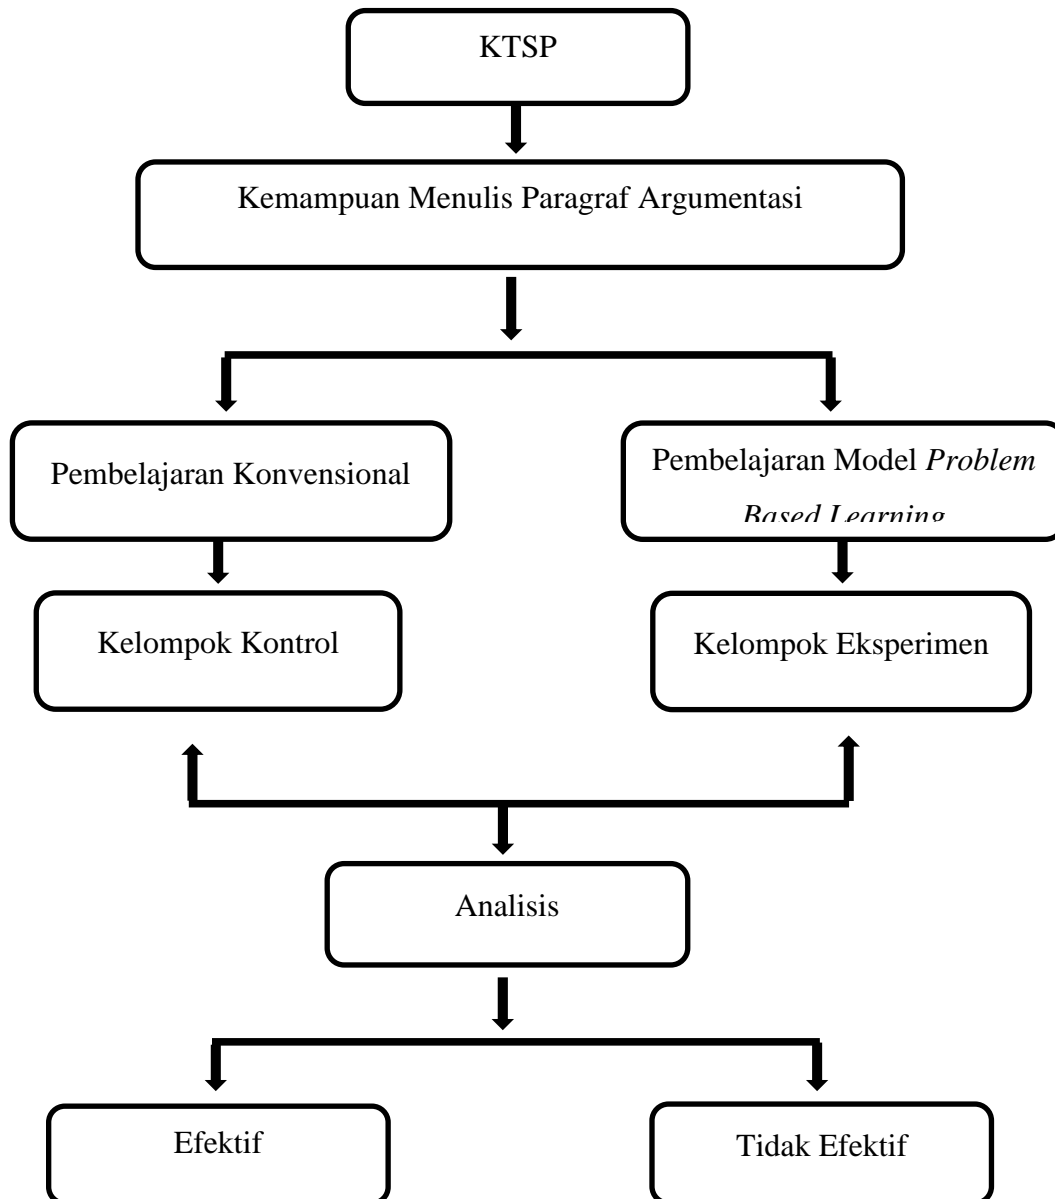 KTSP
Kemampuan Menulis Paragraf Argumentasi
Pembelajaran Konvensional
Pembelajaran Model Problem
Based Learning
Kelompok Kontrol
Kelompok Eksperimen
Analisis
Efektif
Tidak Efektif